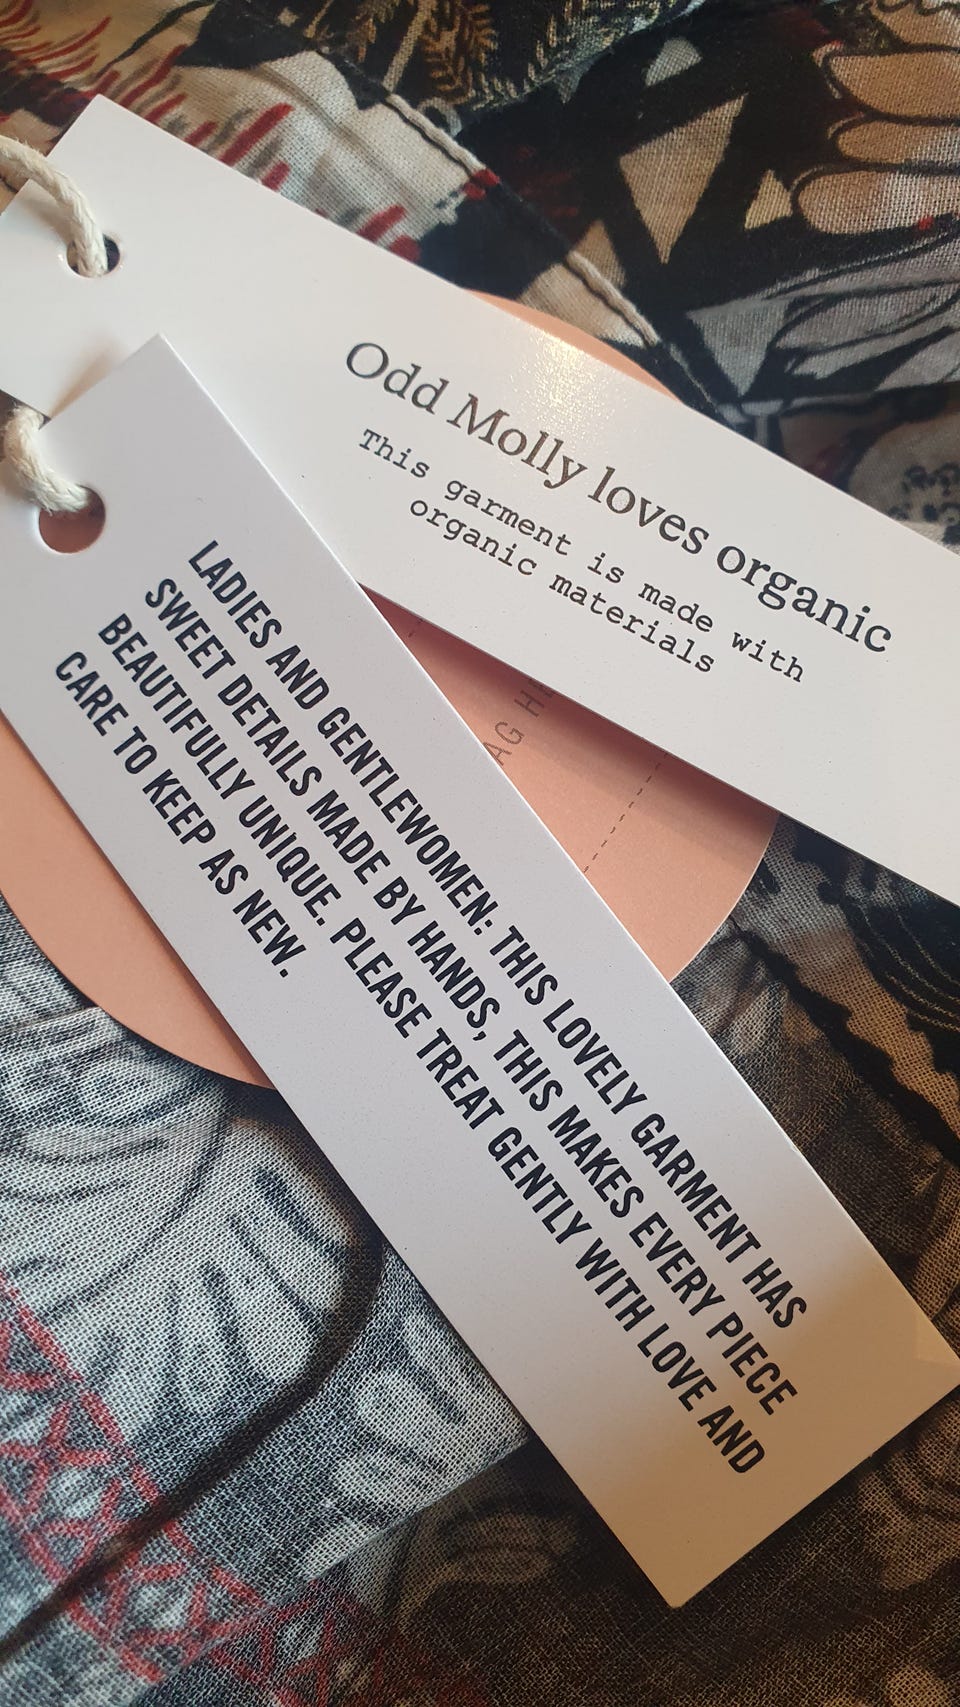 Odd Molly loves organic
This garment is made with
organic materials
LADIES AND GENTLEWOMEN: THIS LOVELY GARMENT HAS
SWEET DETAILS MADE BY HANDS, THIS MAKES EVERY PIECE
BEAUTIFULLY UNIQUE. PLEASE TREAT GENTLY WITH LOVE AND
CARE TO KEEP AS NEW.